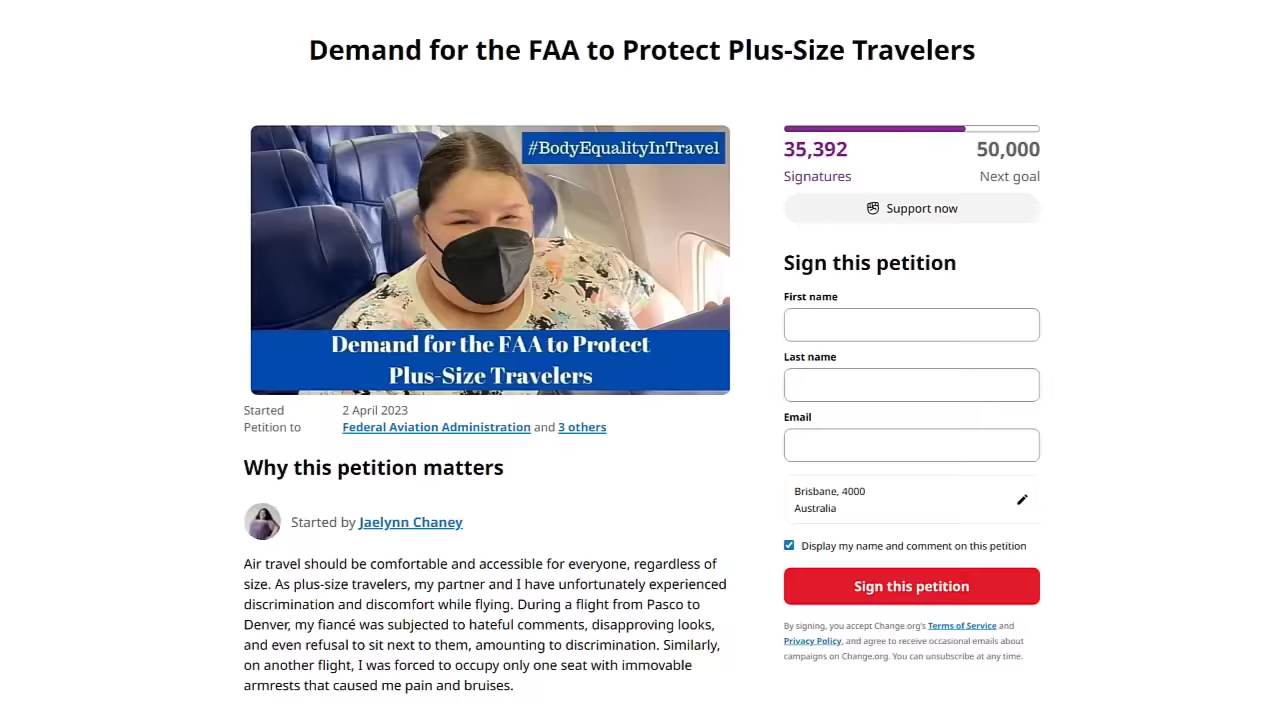 Demand for the FAA to Protect Plus-Size Travelers
#BodyEqualityInTravel
Demand for the FAA to Protect
Plus-Size Travelers
Started 2 April 2023
Petition to Federal Aviation Administration and 3 others
Why this petition matters
Started by Jaelynn Chaney
Air travel should be comfortable and accessible for everyone, regardless of
size. As plus-size travelers, my partner and I have unfortunately experienced
discrimination and discomfort while flying. During a flight from Pasco to
Denver, my fiancé was subjected to hateful comments, disapproving looks,
and even refusal to sit next to them, amounting to discrimination. Similarly,
on another flight, I was forced to occupy only one seat with immovable
armrests that caused me pain and bruises.
35,392 50,000
Signatures Next goal
Support now
Sign this petition
First name
Last name
Email
Brisbane, 4000
Australia
Display my name and comment on this petition
Sign this petition
By signing, you accept Change.org's Terms of Service and
Privacy Policy, and agree to receive occasional emails about
campaigns on Change.org. You can unsubscribe at any time.